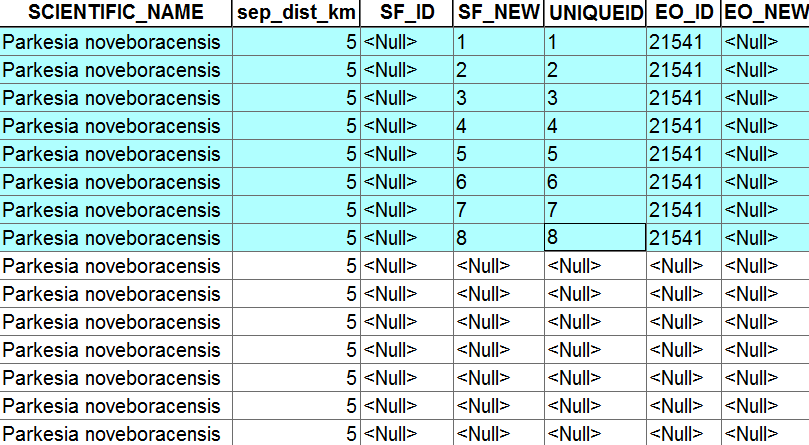 SCIENTIFIC_NAME sep_dist_km SF_ID SF_NEW UNIQUEID EO_ID EO_NEW
Parkesia noveboracensis 5 <Null> 1 1 21541 <Null>
Parkesia noveboracensis 5 <Null> 2 2 21541 <Null>
Parkesia noveboracensis 5 <Null> 3 3 21541 <Null>
Parkesia noveboracensis 5 <Null> 4 4 21541 <Null>
Parkesia noveboracensis 5 <Null> 5 5 21541 <Null>
Parkesia noveboracensis 5 <Null> 6 6 21541 <Null>
Parkesia noveboracensis 5 <Null> 7 7 21541 <Null>
Parkesia noveboracensis 5 <Null> 8 8 21541 <Null>
Parkesia noveboracensis 5 <Null> <Null> <Null> <Null> <Null>
Parkesia noveboracensis 5 <Null> <Null> <Null> <Null> <Null>
Parkesia noveboracensis 5 <Null> <Null> <Null> <Null> <Null>
Parkesia noveboracensis 5 <Null> <Null> <Null> <Null> <Null>
Parkesia noveboracensis 5 <Null> <Null> <Null> <Null> <Null>
Parkesia noveboracensis 5 <Null> <Null> <Null> <Null> <Null>
Parkesia noveboracensis 5 <Null> <Null> <Null> <Null> <Null>